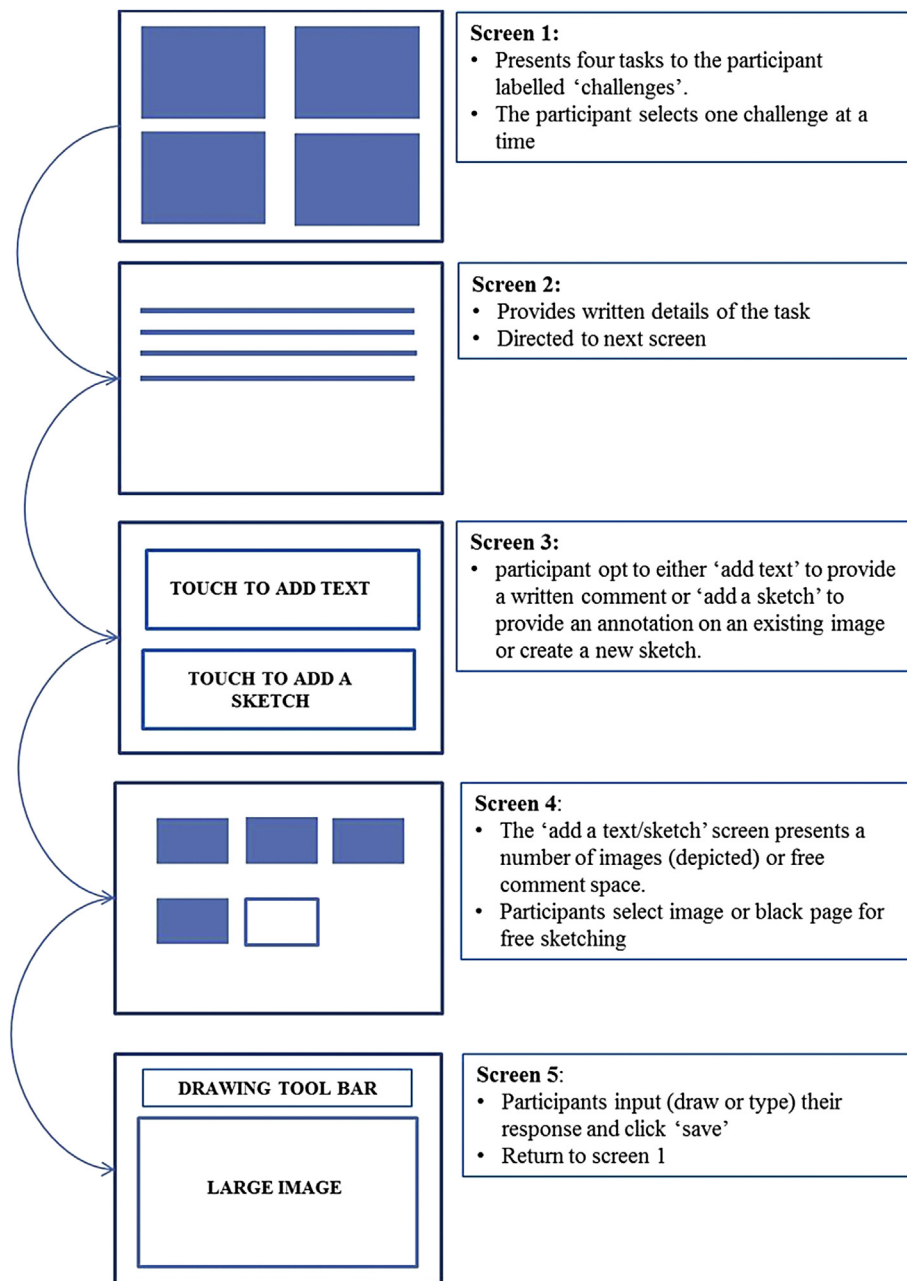 Screen 1:
• Presents four tasks to the participant
labelled ‘challenges’.
• The participant selects one challenge at a
time
Screen 2:
• Provides written details of the task
• Directed to next screen
TOUCH TO ADD TEXT
TOUCH TO ADD A
SKETCH
Screen 3:
• participant opt to either ‘add text’ to provide
a written comment or ‘add a sketch’ to
provide an annotation on an existing image
or create a new sketch.
Screen 4:
• The ‘add a text/sketch’ screen presents a
number of images (depicted) or free
comment space.
• Participants select image or black page for
free sketching
DRAWING TOOL BAR
LARGE IMAGE
Screen 5:
• Participants input (draw or type) their
response and click ‘save’
• Return to screen 1